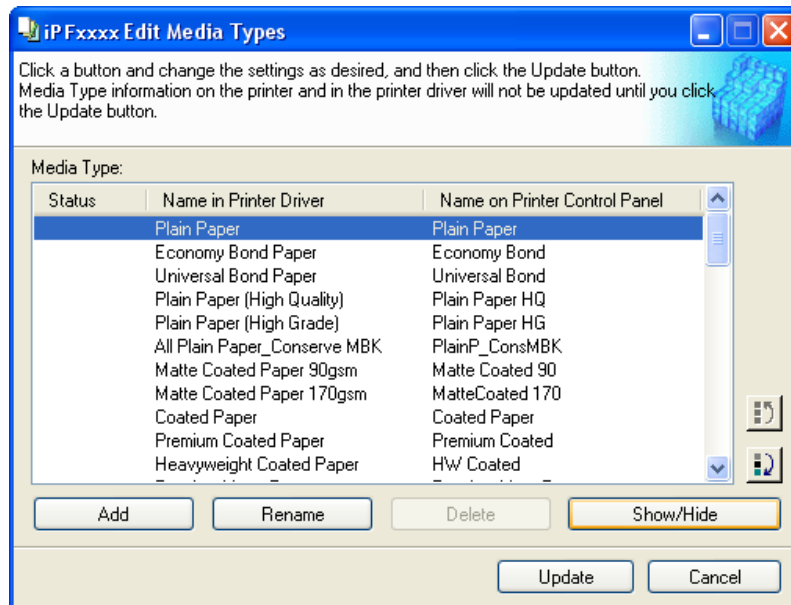 iPFxxxx Edit Media Types
Click a button and change the settings as desired, and then click the Update button.
Media Type information on the printer and in the printer driver will not be updated until you click
the Update button.
Media Type:
Status Name in Printer Driver Name on Printer Control Panel
Plain Paper Plain Paper
Economy Bond Paper Economy Bond
Universal Bond Paper Universal Bond
Plain Paper (High Quality) Plain Paper HQ
Plain Paper (High Grade) Plain Paper HG
All Plain Paper_Conserve MBK PlainP_ConsMBK
Matte Coated Paper 90gsm Matte Coated 90
Matte Coated Paper 170gsm MatteCoated 170
Coated Paper Coated Paper
Premium Coated Paper Premium Coated
Heavyweight Coated Paper HW Coated
Add Rename Delete Show/Hide
Update Cancel